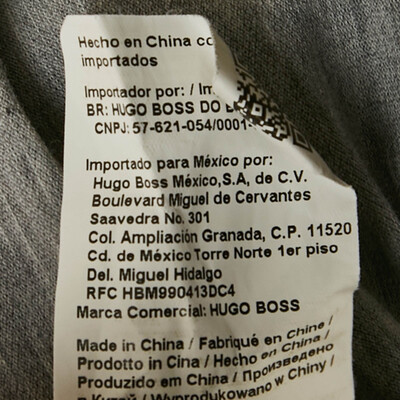 Hecho en China co
importados
Importador por: / Im
BR: HUGO BOSS DO B
CNPJ: 57-621-054/0001-
Importado para México por:
Hugo Boss México,S,A, de C.V.
Boulevard Miguel de Cervantes
Saavedra No. 301
Col. Ampliación Granada, C.P. 11520
Cd. de México Torre Norte 1er piso
Del. Miguel Hidalgo
RFC HBM990413DC4
Marca Comercial: HUGO BOSS
Made in China / Fabriqué en Chine /
Prodotto in Cina / Hecho en China /
Produzido em China / Произведено
в Китай / Wyprodukowano w Chiny /